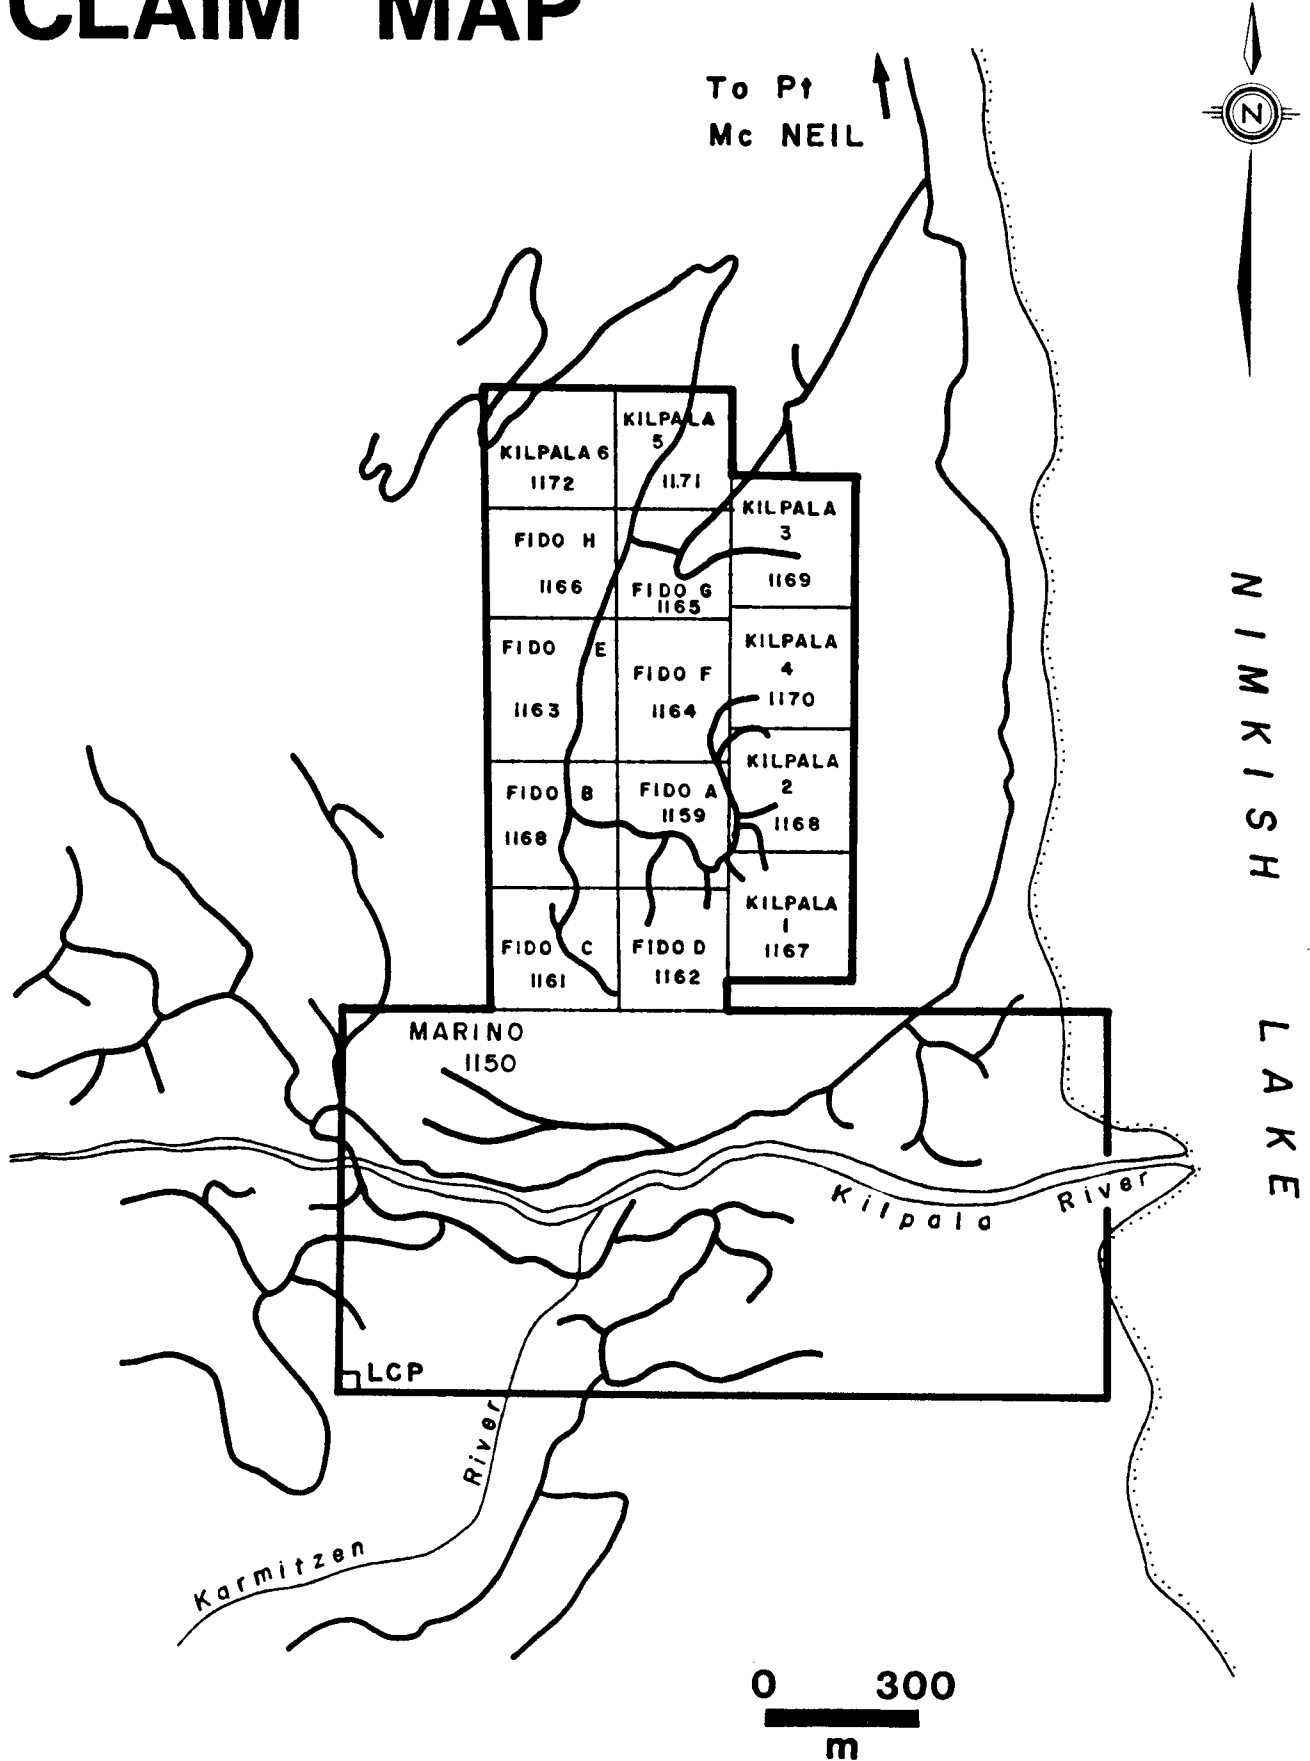 CLAIM MAP
N
To Pt
Mc NEIL
KILPALA 6
1172
KILPALA
5
1171
KILPALA
3
1169
FIDO H
1166
FIDO G
1165
FIDO E
1163
FIDO F
1164
KILPALA
4
1170
FIDO B
1168
FIDO A
1159
KILPALA
2
1168
FIDO C
1161
FIDO D
1162
KILPALA
1
1167
NIMKISH LAKE
MARINO
1150
Kilpala River
LCP
Karmitzen River
0 300
m